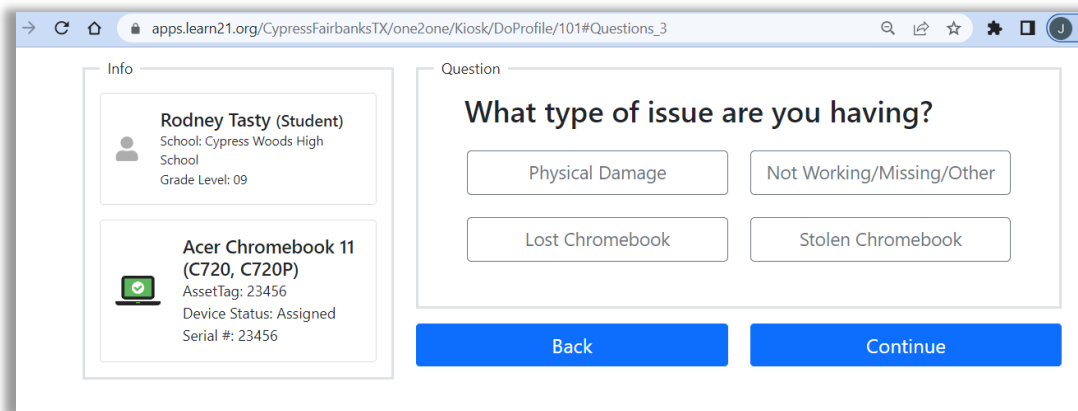 apps.learn21.org/CypressFairbanksTX/one2one/Kiosk/DoProfile/101#Questions_3
J
Info
Rodney Tasty (Student)
School: Cypress Woods High
School
Grade Level: 09
Acer Chromebook 11
(C720, C720P)
AssetTag: 23456
Device Status: Assigned
Serial #: 23456
Question
What type of issue are you having?
Physical Damage
Not Working/Missing/Other
Lost Chromebook
Stolen Chromebook
Back
Continue